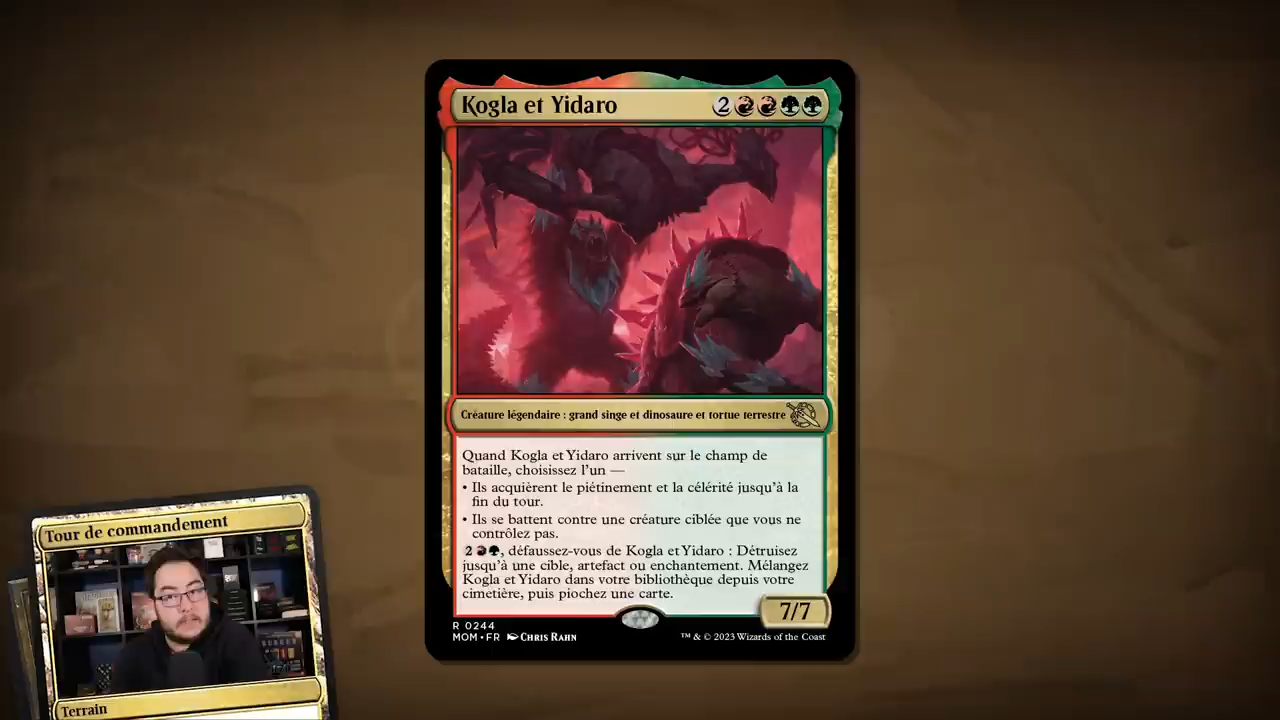 Kogla et Yidaro
2
Créature légendaire : grand singe et dinosaure et tortue terrestre
Quand Kogla et Yidaro arrivent sur le champ de
bataille, choisissez l'un —
• Ils acquièrent le piétinement et la célérité jusqu'à la
fin du tour.
• Ils se battent contre une créature ciblée que vous ne
contrôlez pas.
2, défaussez-vous de Kogla et Yidaro : Détruisez
jusqu'à une cible, artefact ou enchantement. Mélangez
Kogla et Yidaro dans votre bibliothèque depuis votre
cimetière, puis piochez une carte.
7/7
R 0244
MOM • FR Chris Rahn
™ & © 2023 Wizards of the Coast
Tour de commandement
Terrain